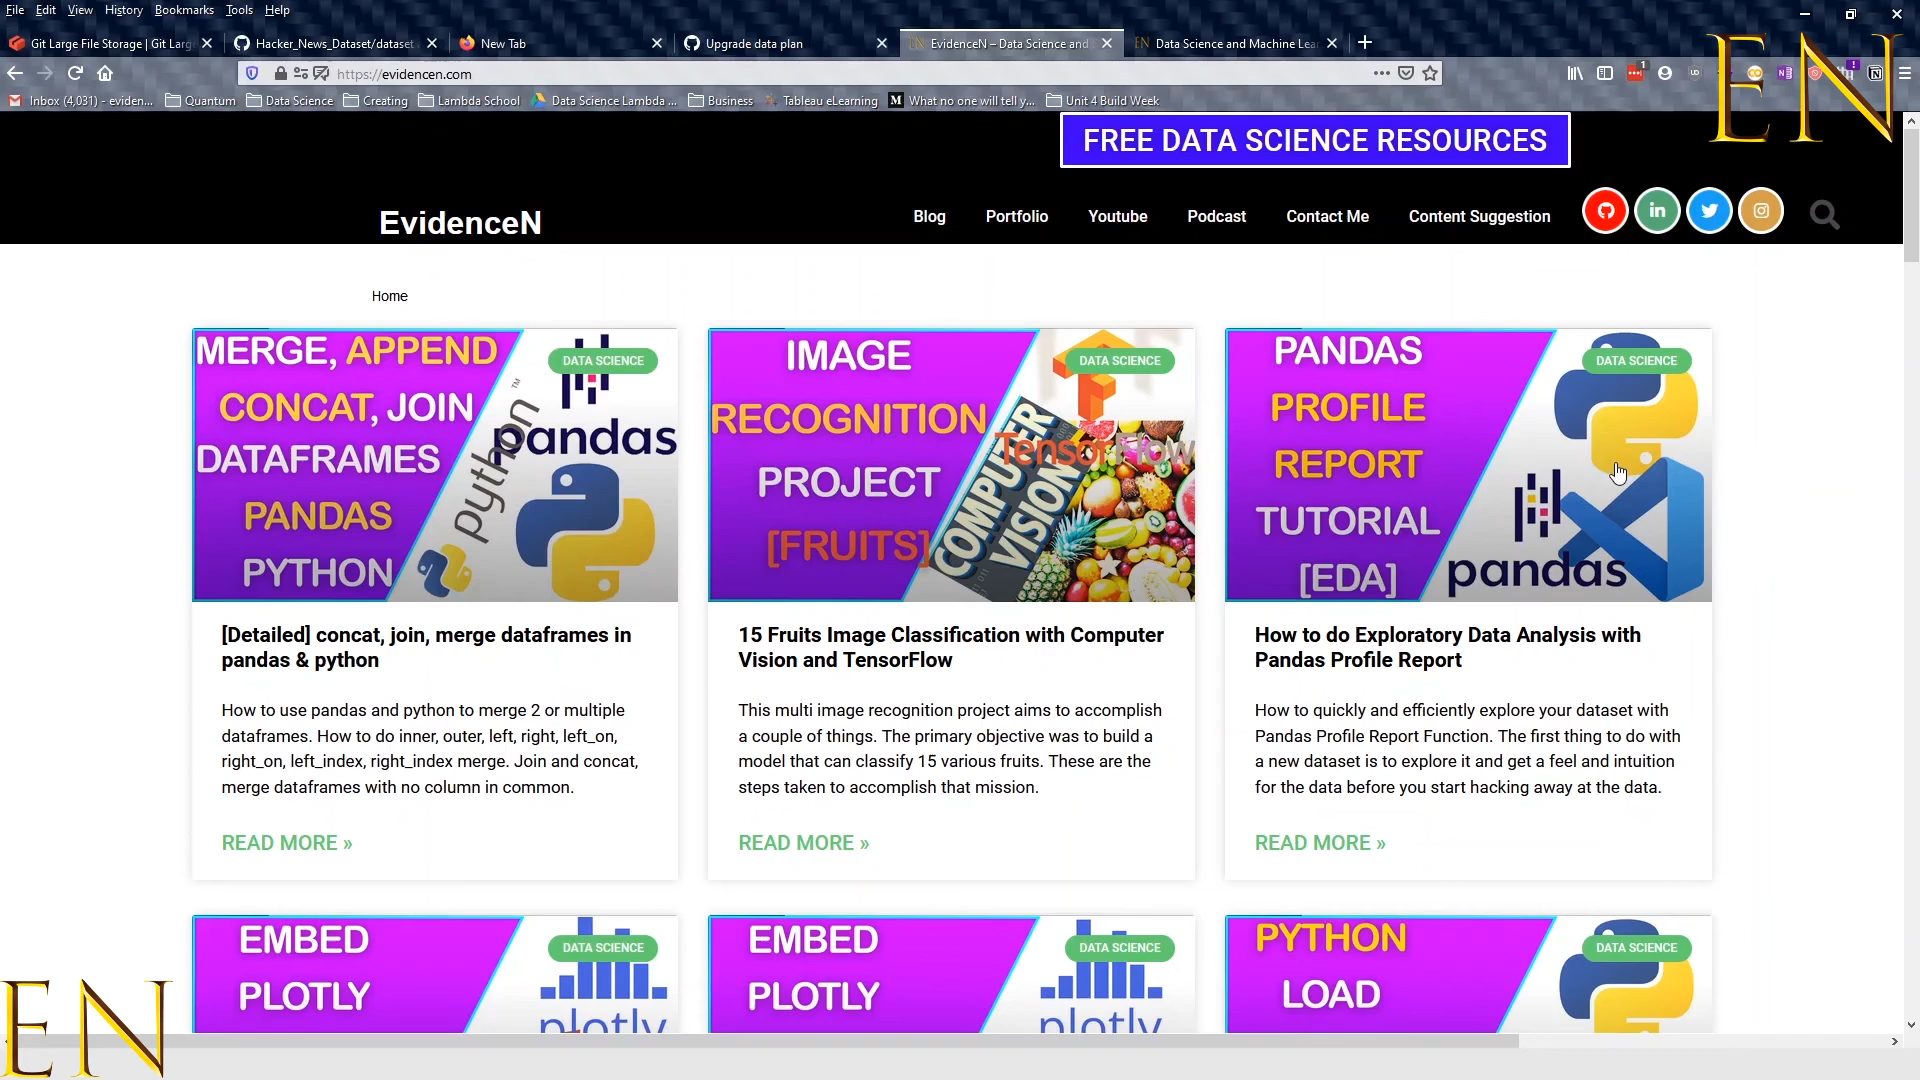 File Edit View History Bookmarks Tools Help
Git Large File Storage | Git Larg
Hacker_News_Dataset/dataset
New Tab
Upgrade data plan
EvidenceN – Data Science and
Data Science and Machine Lea
https://evidencen.com
Inbox (4,031) - eviden...
Quantum
Data Science
Creating
Lambda School
Data Science Lambda ...
Business
Tableau eLearning
What no one will tell y...
Unit 4 Build Week
EN
FREE DATA SCIENCE RESOURCES
EvidenceN
Blog
Portfolio
Youtube
Podcast
Contact Me
Content Suggestion
Home
MERGE, APPEND
CONCAT, JOIN
DATAFRAMES
PANDAS
PYTHON
DATA SCIENCE
pandas
python
[Detailed] concat, join, merge dataframes in
pandas & python
How to use pandas and python to merge 2 or multiple
dataframes. How to do inner, outer, left, right, left_on,
right_on, left_index, right_index merge. Join and concat,
merge dataframes with no column in common.
READ MORE »
IMAGE
RECOGNITION
PROJECT
[FRUITS]
DATA SCIENCE
TensorFlow
COMPUTER
VISION
15 Fruits Image Classification with Computer
Vision and TensorFlow
This multi image recognition project aims to accomplish
a couple of things. The primary objective was to build a
model that can classify 15 various fruits. These are the
steps taken to accomplish that mission.
READ MORE »
PANDAS
PROFILE
REPORT
TUTORIAL
[EDA]
DATA SCIENCE
pandas
How to do Exploratory Data Analysis with
Pandas Profile Report
How to quickly and efficiently explore your dataset with
Pandas Profile Report Function. The first thing to do with
a new dataset is to explore it and get a feel and intuition
for the data before you start hacking away at the data.
READ MORE »
EMBED
PLOTLY
DATA SCIENCE
plotly
EMBED
PLOTLY
DATA SCIENCE
plotly
PYTHON
LOAD
DATA SCIENCE
EN